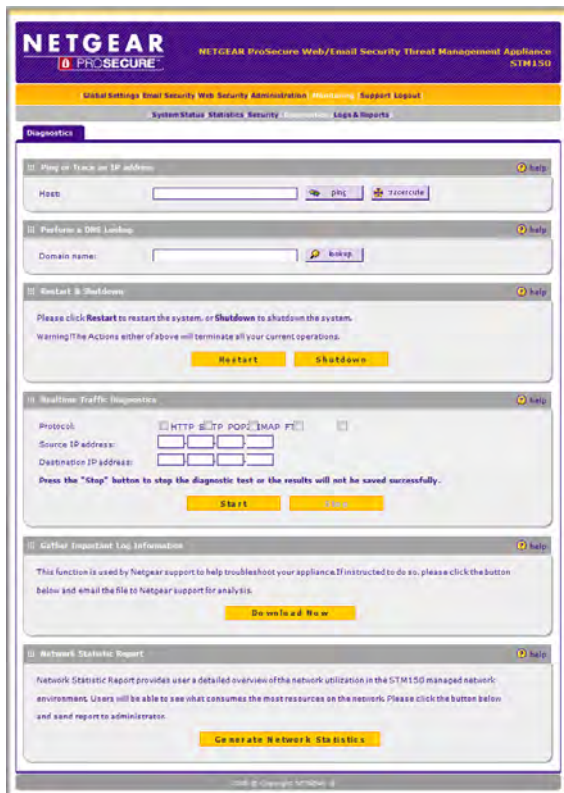 NETGEAR
PROSECURE
NETGEAR ProSecure Web/Email Security Threat Management Appliance
STM150
Global Settings Email Security Web Security Administration Monitoring Support Logout
System Status Statistics Security Diagnostics Logs & Reports
Diagnostics
Ping or Trace an IP address
help
Host:
ping
traceroute
Perform a DNS Lookup
help
Domain name:
lookup
Restart & Shutdown
help
Please click Restart to restart the system, or Shutdown to shutdown the system.
Warning!The Actions either of above will terminate all your current operations.
Restart
Shutdown
Realtime Traffic Diagnostics
help
Protocol:
HTTP
IMAP
Source IP address:
Destination IP address:
Press the "Stop" button to stop the diagnostic test or the results will not be saved successfully.
Start
Stop
Gather Important Log Information
help
This function is used by Netgear support to help troubleshoot your appliance.If instructed to do so, please click the button
below and email the file to Netgear support for analysis.
Download Now
Network Statistic Report
help
Network Statistic Report provides user a detailed overview of the network utilization in the STM150 managed network
environment. Users will be able to see what consumes the most resources on the network. Please click the button below
and send report to administrator.
Generate Network Statistics
Copyright NETGEAR